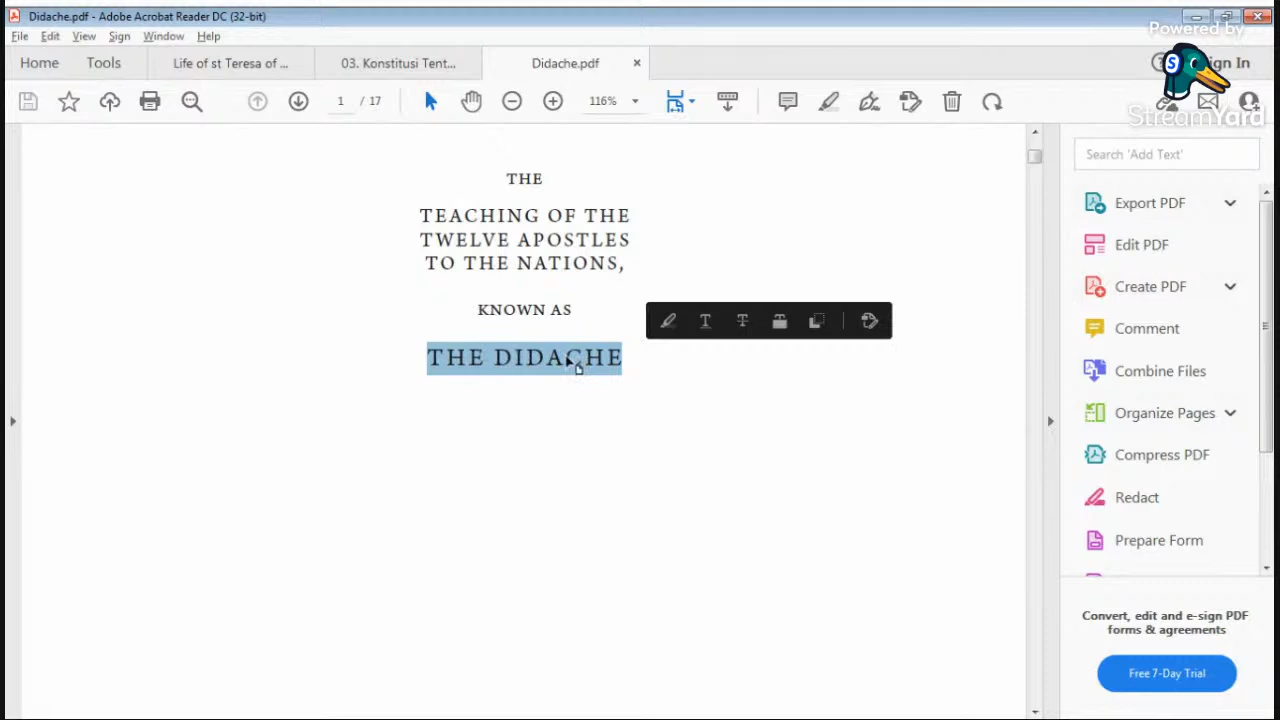 Didache.pdf - Adobe Acrobat Reader DC (32-bit)
Powered by
StreamYard
File Edit View Sign Window Help
Home Tools Life of st Teresa of ... 03. Konstitusi Tent... Didache.pdf × Sign In
1 / 17 116%
THE
TEACHING OF THE
TWELVE APOSTLES
TO THE NATIONS,
KNOWN AS
THE DIDACHE
Search 'Add Text'
Export PDF
Edit PDF
Create PDF
Comment
Combine Files
Organize Pages
Compress PDF
Redact
Prepare Form
Convert, edit and e-sign PDF
forms & agreements
Free 7-Day Trial